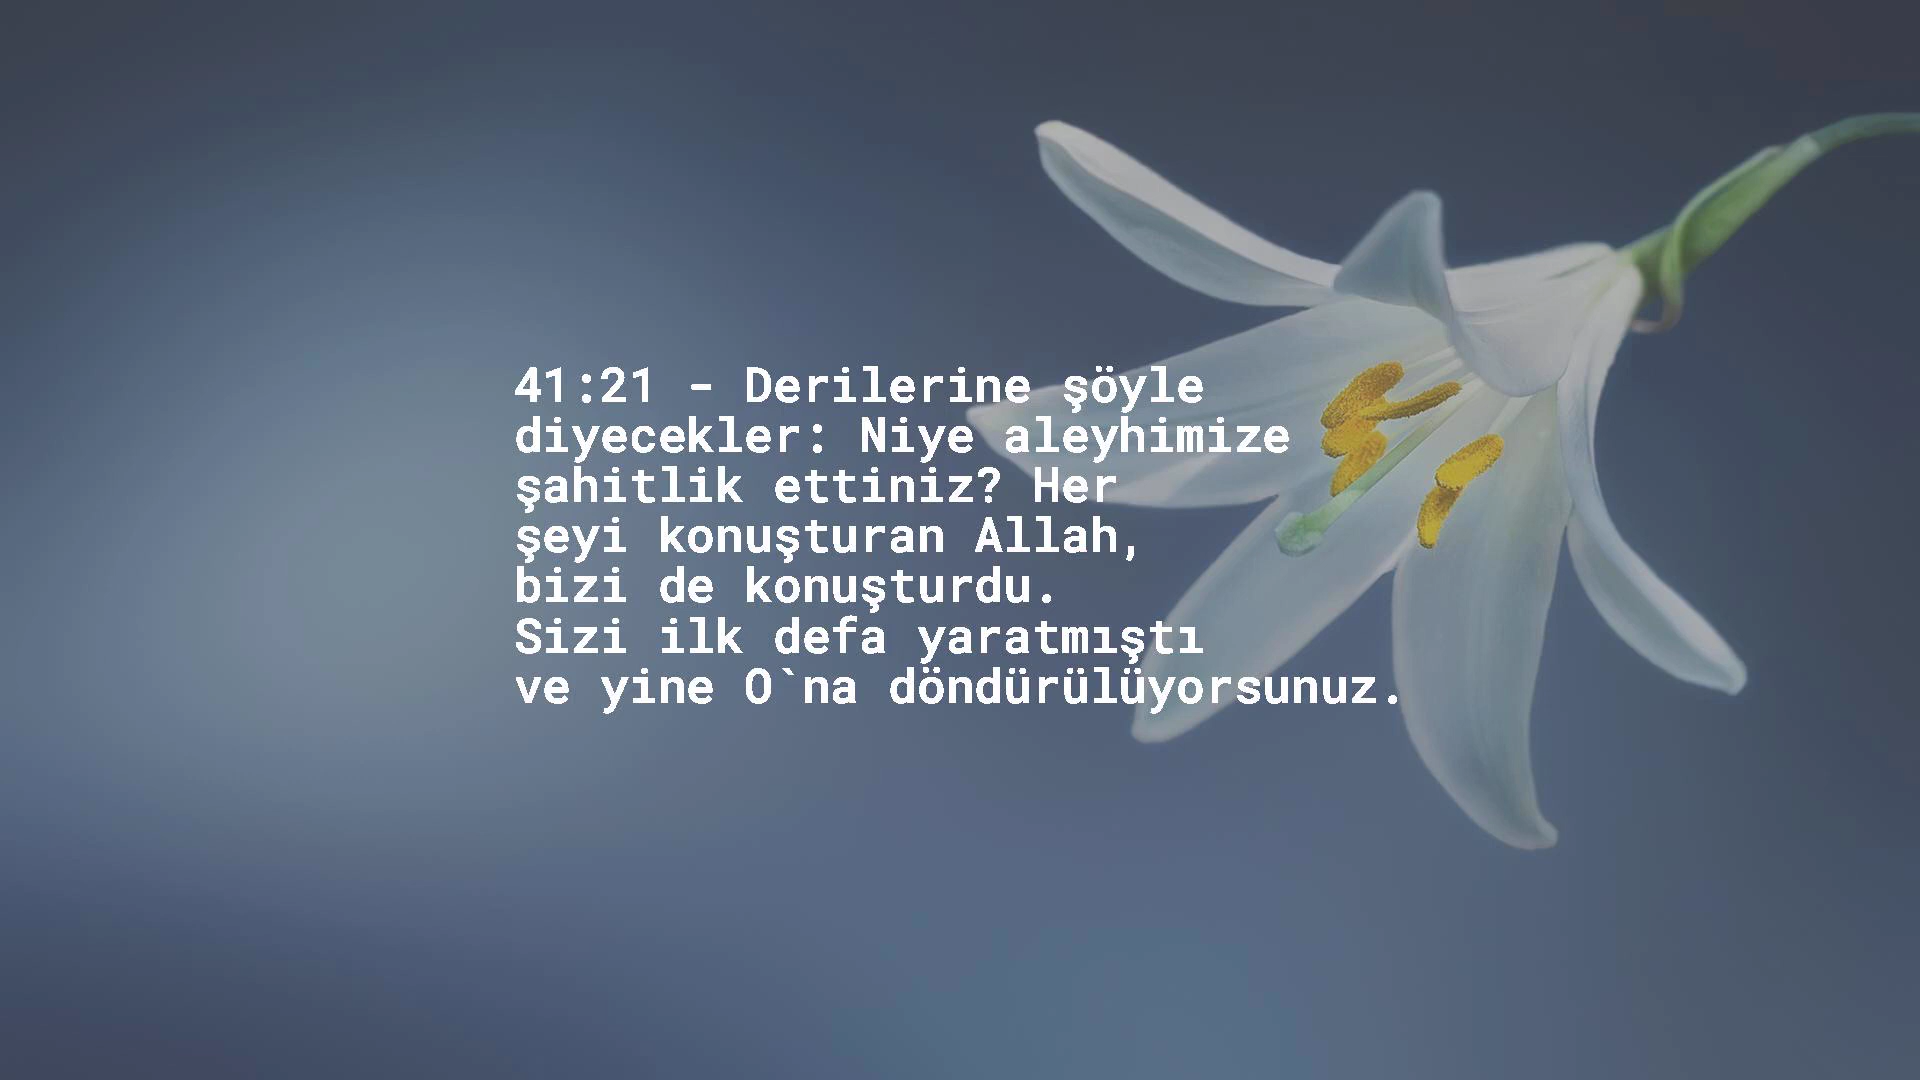 41:21 - Derilerine şöyle
diyecekler: Niye aleyhimize
şahitlik ettiniz? Her
şeyi konuşturan Allah,
bizi de konuşturdu.
Sizi ilk defa yaratmıştı
ve yine O`na döndürülüyorsunuz.